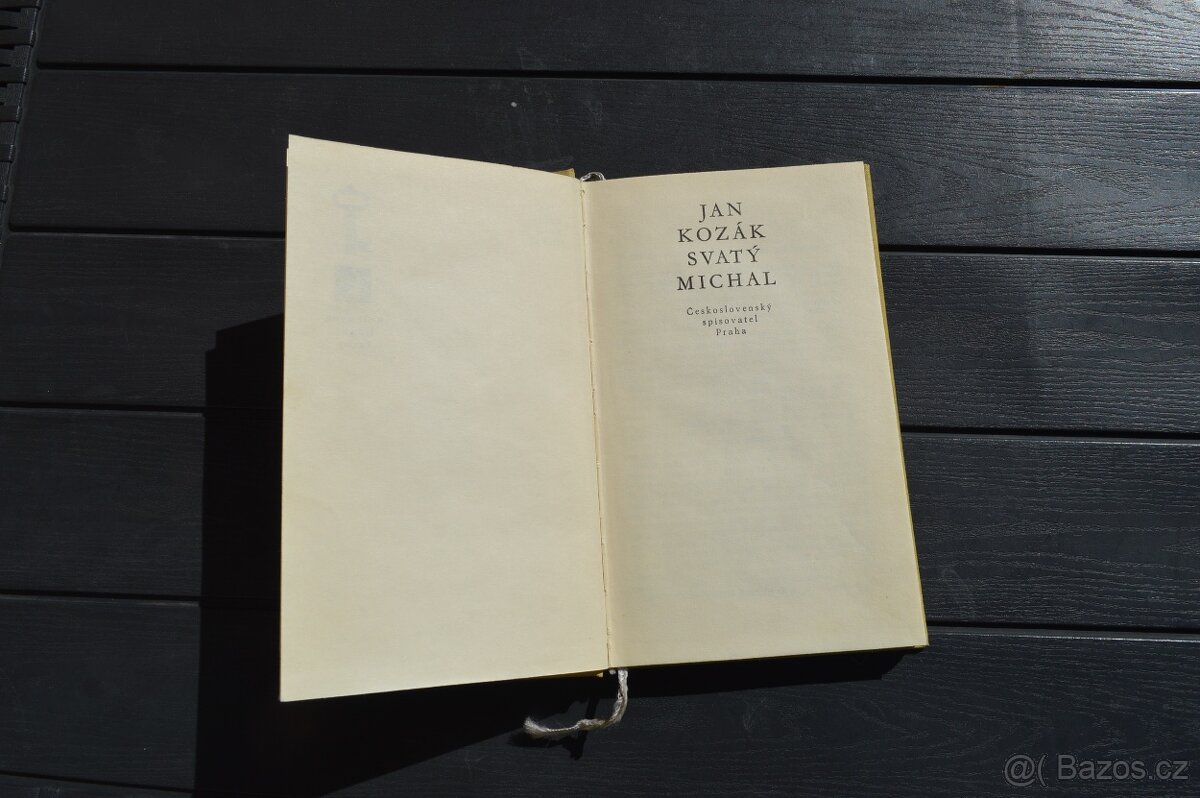 JAN
KOZÁK
SVATÝ
MICHAL
Československý
spisovatel
Praha
@( Bazos.cz